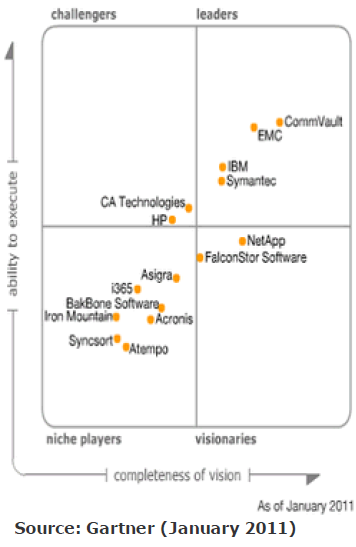 challengers
leaders
CommVault
EMC
IBM
Symantec
CA Technologies
HP
NetApp
FalconStor Software
Asigra
i365
BakBone Software
Iron Mountain
Acronis
Syncsort
Atempo
niche players
visionaries
ability to execute
completeness of vision
As of January 2011
Source: Gartner (January 2011)